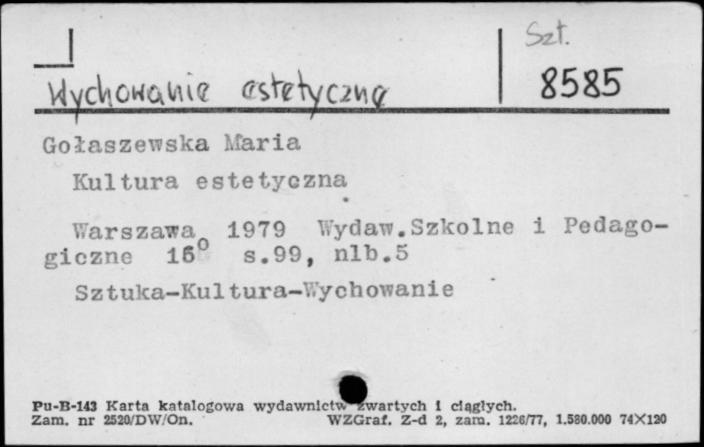 Szt.
Wychowanie estetyczne
8585
Gołaszewska Maria
Kultura estetyczna
Warszawa 1979 Wydaw.Szkolne i Pedago-
giczne 16° s.99, nlb.5
Sztuka-Kultura-Wychowanie
Pu-B-143 Karta katalogowa wydawnictw zwartych i ciągłych.
Zam. nr 2520/DW/On. WZGraf. Z-d 2, zam. 1226/77, 1.580.000 74X120